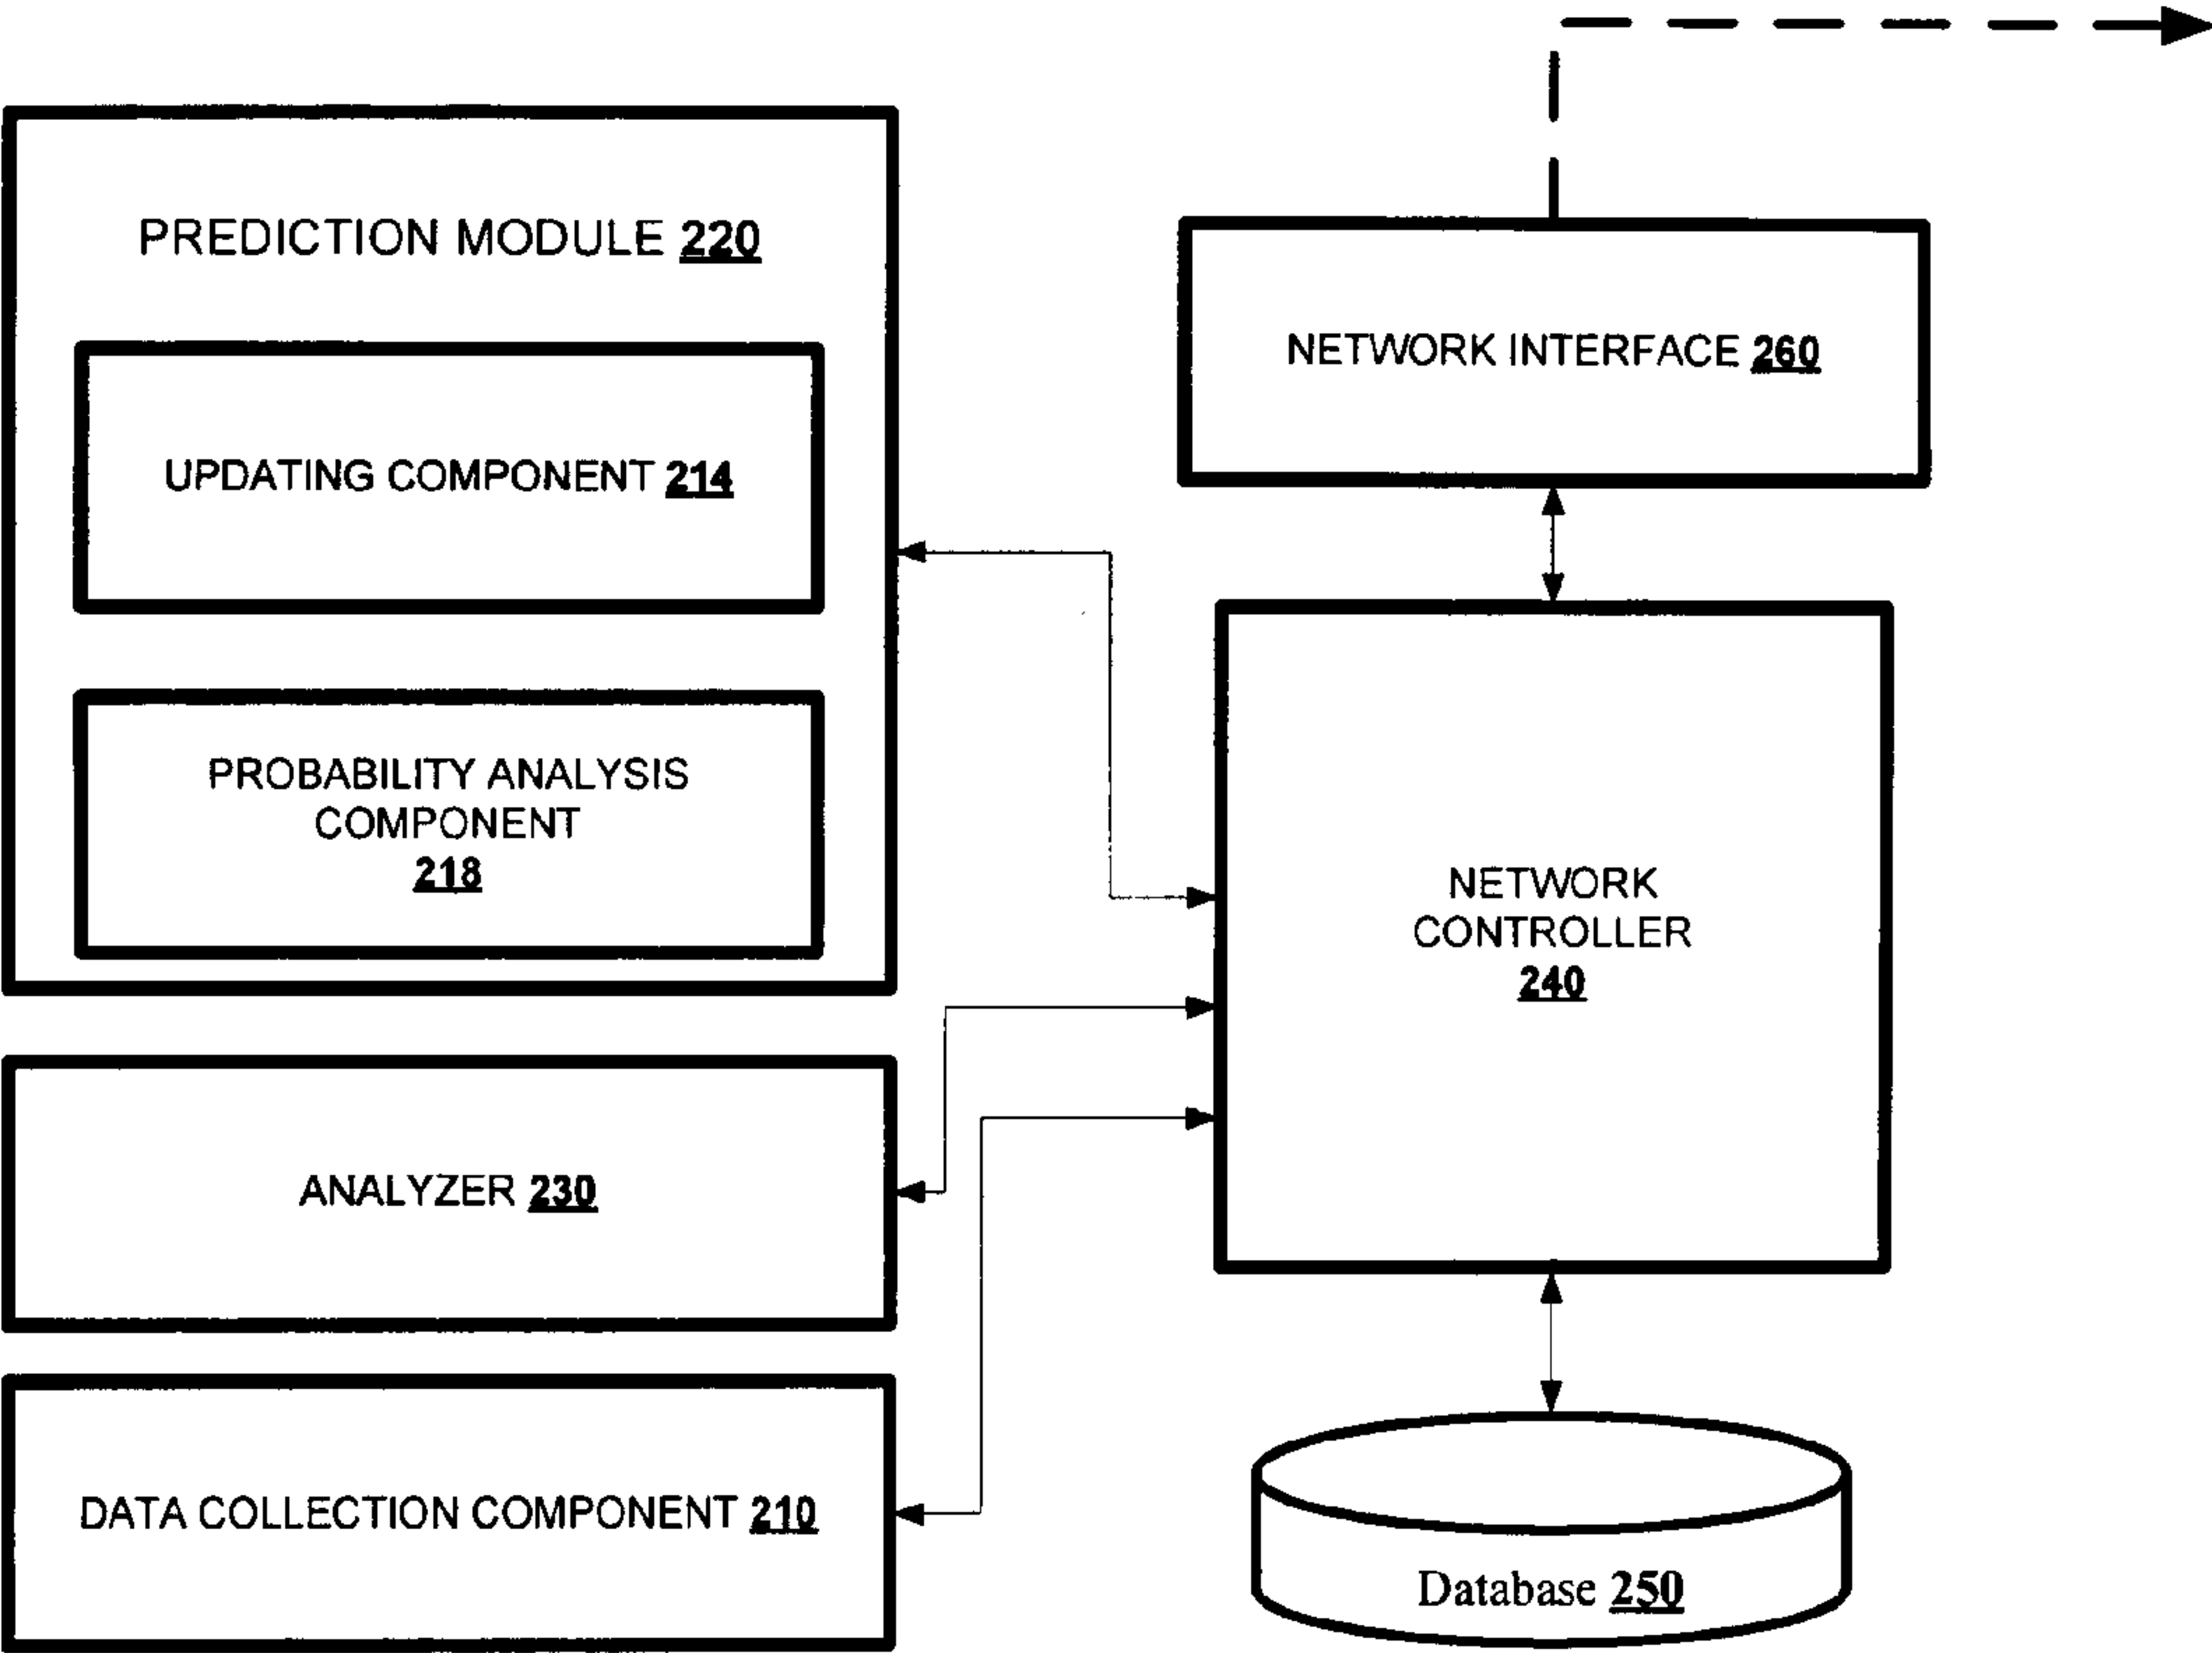 PREDICTION MODULE 220
UPDATING COMPONENT 214
PROBABILITY ANALYSIS
COMPONENT
218
ANALYZER 230
DATA COLLECTION COMPONENT 210
NETWORK INTERFACE 260
NETWORK
CONTROLLER
240
Database 250